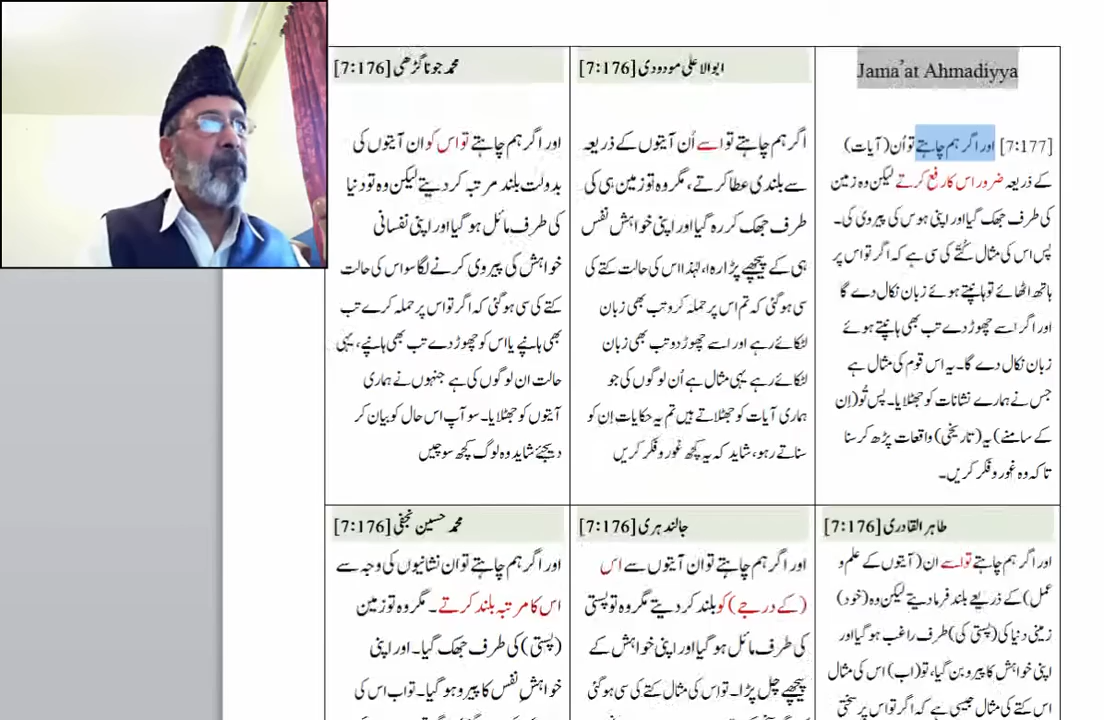 Jama’at Ahmadiyya
[7:177] اور اگر ہم چاہتے تو اُن (آیات)
کے ذریعہ ضرور اس کا رفع کرتے لیکن وہ زمین
کی طرف جھک گیا اور اپنی ہوس کی پیروی کی۔
پس اس کی مثال کُتّے کی سی ہے کہ اگر تو اس پر
ہاتھ اٹھائے تو ہانپتے ہوئے زبان نکال دے گا
اور اگر اسے چھوڑ دے تب بھی ہانپتے ہوئے
زبان نکال دے گا۔ یہ اس قوم کی مثال ہے
جس نے ہمارے نشانات کو جھٹلایا۔ پس تُو (اِن
کے سامنے) یہ (تاریخی) واقعات پڑھ کر سنا
تاکہ وہ غور و فکر کریں۔
ابوالاعلی مودودی [7:176]
اگر ہم چاہتے تو اسے اُن آیتوں کے ذریعہ
سے بلندی عطا کرتے، مگر وہ تو زمین ہی کی
طرف جھک کر رہ گیا اور اپنی خواہش نفس
ہی کے پیچھے پڑا رہا، لہٰذا اس کی حالت کتے کی
سی ہو گئی کہ تم اس پر حملہ کرو تب بھی زبان
لٹکائے رہے اور اسے چھوڑ دو تب بھی زبان
لٹکائے رہے یہی مثال ہے اُن لوگوں کی جو
ہماری آیات کو جھٹلاتے ہیں تم یہ حکایات اِن کو
سناتے رہو، شاید کہ یہ کچھ غور و فکر کریں
محمد جوناگڑھی [7:176]
اور اگر ہم چاہتے تو اس کو ان آیتوں کی
بدولت بلند مرتبہ کر دیتے لیکن وہ تو دنیا
کی طرف مائل ہو گیا اور اپنی نفسانی
خواہش کی پیروی کرنے لگا سو اس کی حالت
کتے کی سی ہو گئی کہ اگر تو اس پر حملہ کرے تب
بھی ہانپے یا اس کو چھوڑ دے تب بھی ہانپے، یہی
حالت ان لوگوں کی ہے جنہوں نے ہماری
آیتوں کو جھٹلایا۔ سو آپ اس حال کو بیان کر
دیجئے شاید وہ لوگ کچھ سوچیں
طاہر القادری [7:176]
اور اگر ہم چاہتے تو اسے ان (آیتوں کے علم و
عمل) کے ذریعے بلند فرما دیتے لیکن وہ (خود)
زمینی دنیا کی (پستی کی) طرف راغب ہو گیا اور
اپنی خواہش کا پیرو بن گیا، تو (اب) اس کی مثال
اس کتے کی مثال جیسی ہے کہ اگر تو اس پر سختی
جالندہری [7:176]
اور اگر ہم چاہتے تو ان آیتوں سے اس
(کے درجے) کو بلند کر دیتے مگر وہ تو پستی
کی طرف مائل ہو گیا اور اپنی خواہش کے
پیچھے چل پڑا۔ تو اس کی مثال کتے کی سی ہو گئی
محمد حسین نجفی [7:176]
اور اگر ہم چاہتے تو ان نشانیوں کی وجہ سے
اس کا مرتبہ بلند کرتے۔ مگر وہ تو زمین
(پستی) کی طرف جھک گیا۔ اور اپنی
خواہشِ نفس کا پیرو ہو گیا۔ تو اب اس کی